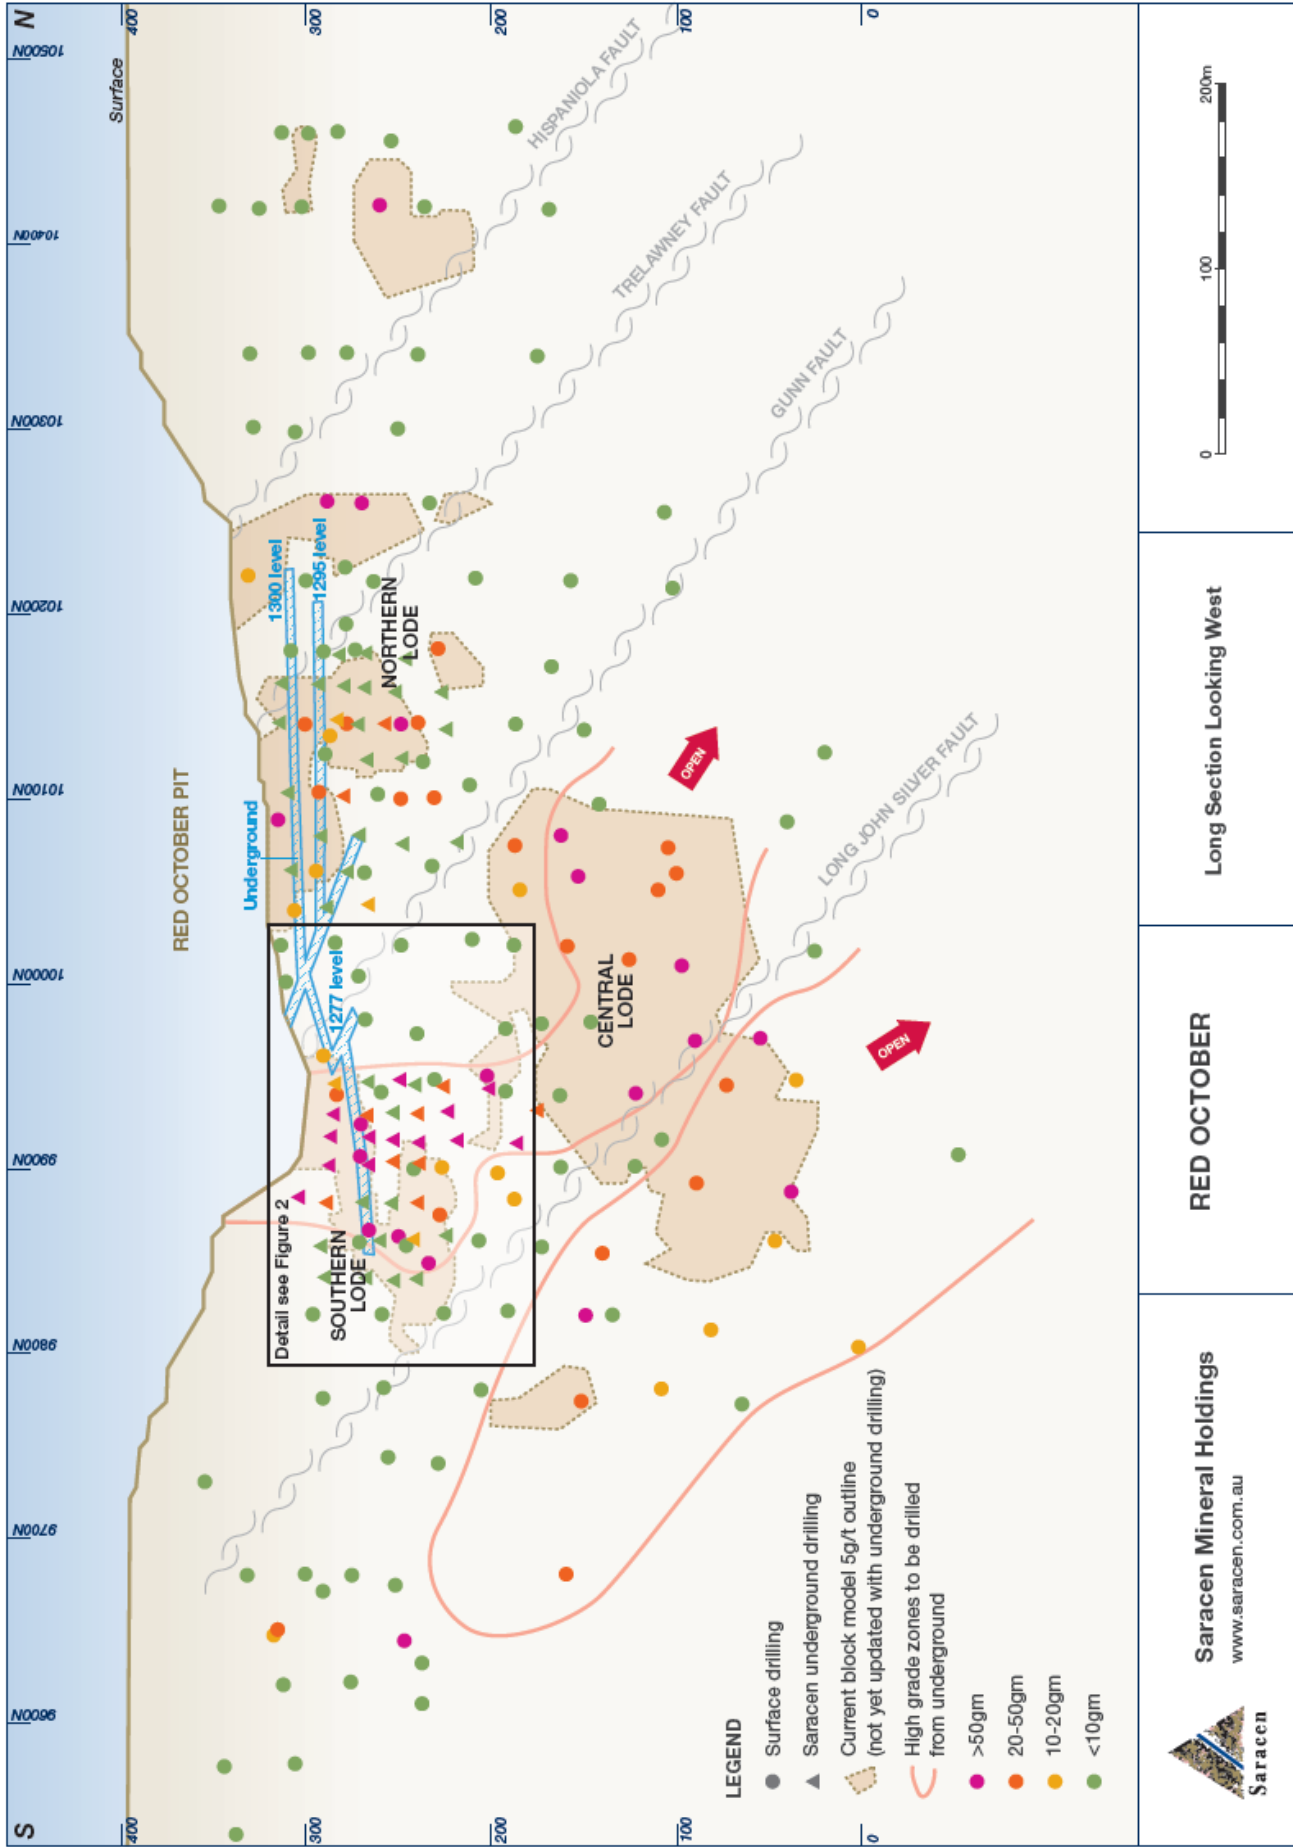 S
N
9600N
9700N
9800N
9900N
10000N
10100N
10200N
10300N
10400N
10500N
400
400
300
300
200
200
100
100
0
0
Surface
RED OCTOBER PIT
Underground
1300 level
1295 level
1277 level
Detail see Figure 2
SOUTHERN
LODE
NORTHERN
LODE
CENTRAL
LODE
HISPANIOLA FAULT
TRELAWNEY FAULT
GUNN FAULT
LONG JOHN SILVER FAULT
OPEN
OPEN
LEGEND
Surface drilling
Saracen underground drilling
Current block model 5g/t outline
(not yet updated with underground drilling)
High grade zones to be drilled
from underground
>50gm
20-50gm
10-20gm
<10gm
Saracen
Saracen Mineral Holdings
www.saracen.com.au
RED OCTOBER
Long Section Looking West
0
100
200m